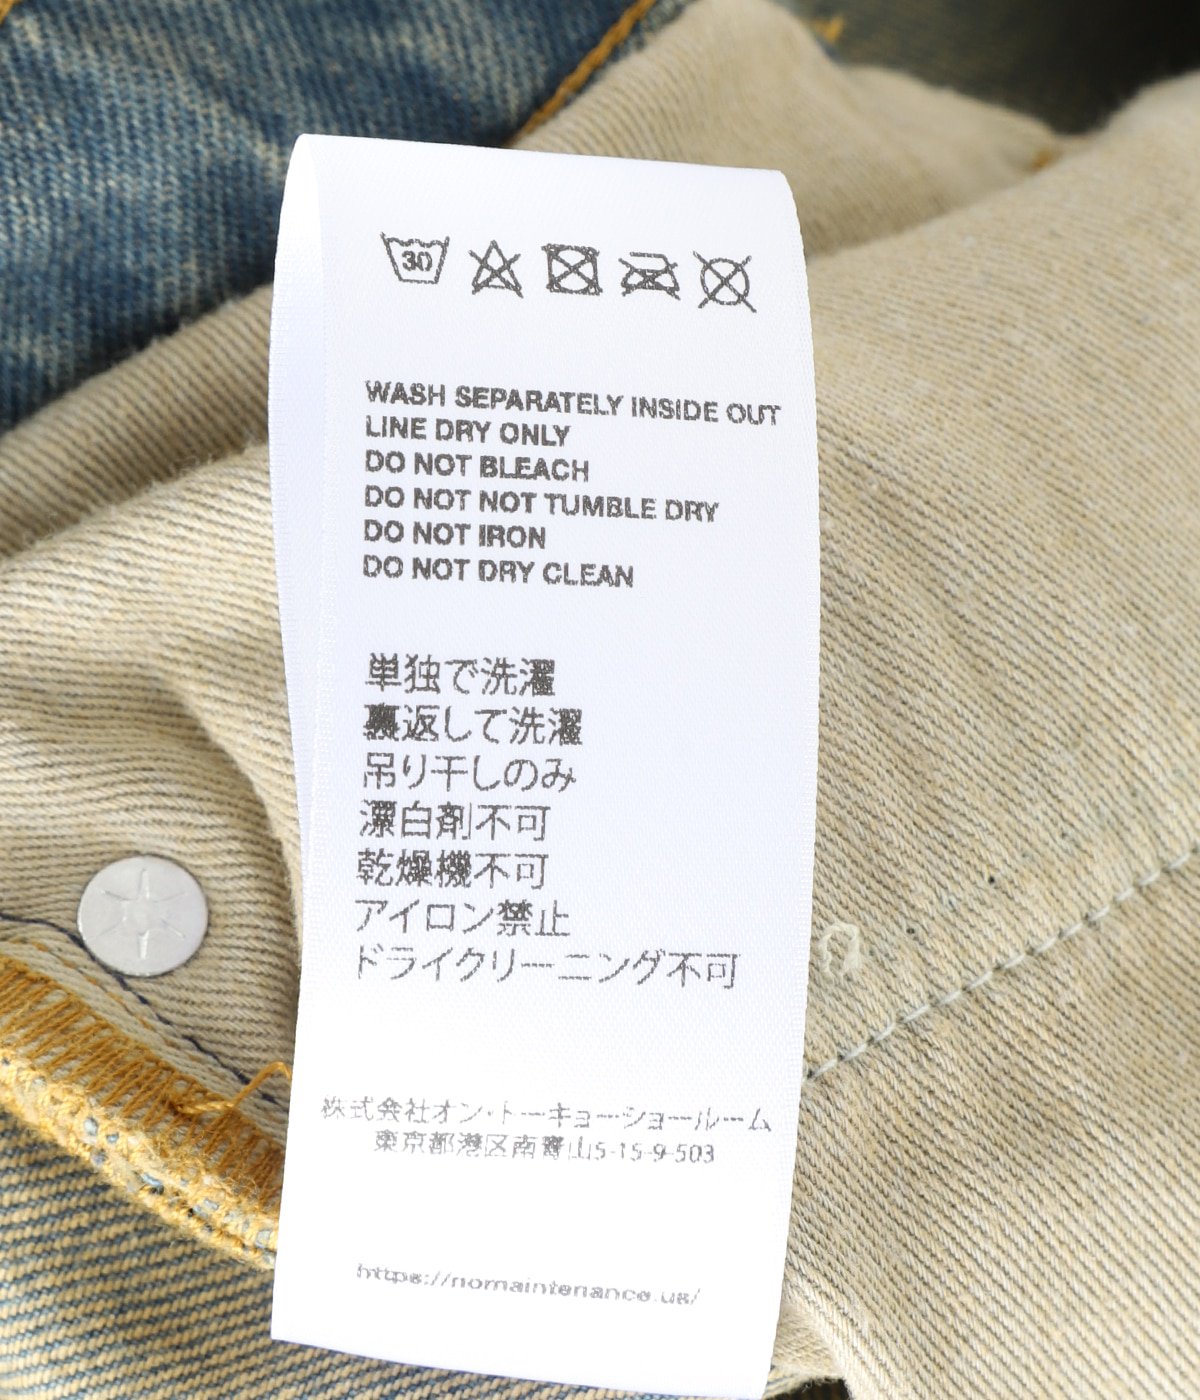 30
WASH SEPARATELY INSIDE OUT
LINE DRY ONLY
DO NOT BLEACH
DO NOT NOT TUMBLE DRY
DO NOT IRON
DO NOT DRY CLEAN
単独で洗濯
裏返して洗濯
吊り干しのみ
漂白剤不可
乾燥機不可
アイロン禁止
ドライクリーニング不可
株式会社オン・トーキョーショールーム
東京都港区南青山5-15-9-503
https://nomaintenance.us/